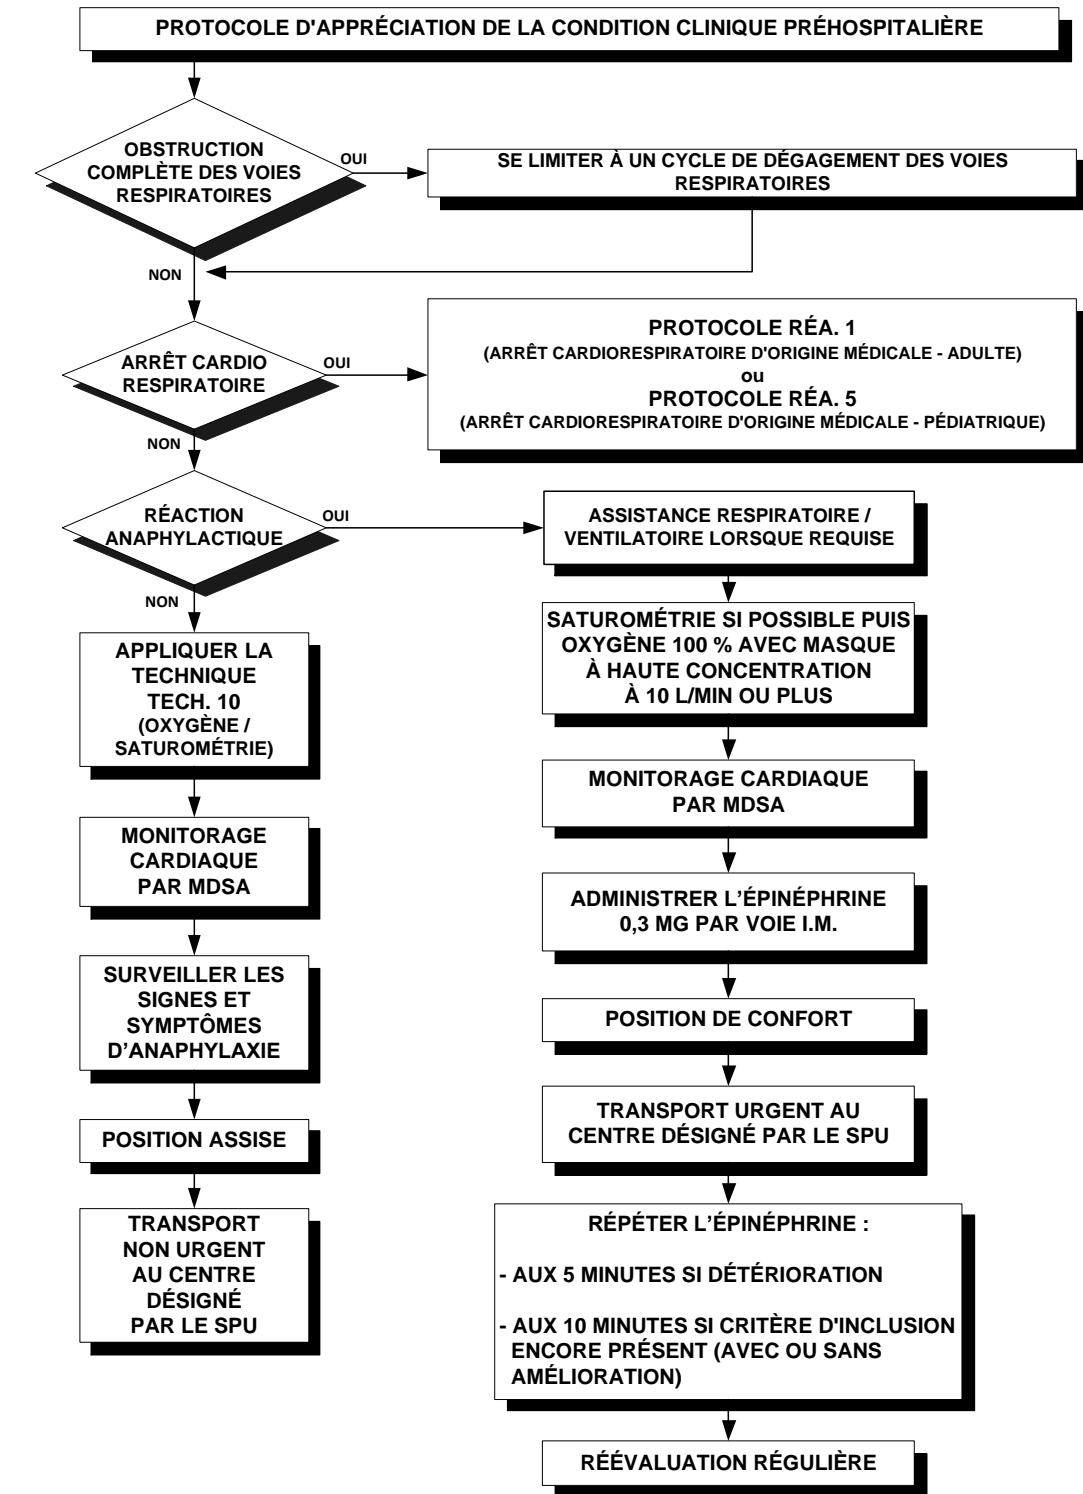 PROTOCOLE D'APPRÉCIATION DE LA CONDITION CLINIQUE PRÉHOSPITALIÈRE
OBSTRUCTION
COMPLÈTE DES VOIES
RESPIRATOIRES
OUI
SE LIMITER À UN CYCLE DE DÉGAGEMENT DES VOIES
RESPIRATOIRES
NON
ARRÊT CARDIO
RESPIRATOIRE
OUI
PROTOCOLE RÉA. 1
(ARRÊT CARDIORESPIRATOIRE D'ORIGINE MÉDICALE - ADULTE)
ou
PROTOCOLE RÉA. 5
(ARRÊT CARDIORESPIRATOIRE D'ORIGINE MÉDICALE - PÉDIATRIQUE)
NON
RÉACTION
ANAPHYLACTIQUE
OUI
ASSISTANCE RESPIRATOIRE /
VENTILATOIRE LORSQUE REQUISE
NON
APPLIQUER LA
TECHNIQUE
TECH. 10
(OXYGÈNE /
SATUROMÉTRIE)
MONITORAGE
CARDIAQUE
PAR MDSA
SURVEILLER LES
SIGNES ET
SYMPTÔMES
D’ANAPHYLAXIE
POSITION ASSISE
TRANSPORT
NON URGENT
AU CENTRE
DÉSIGNÉ
PAR LE SPU
SATUROMÉTRIE SI POSSIBLE PUIS
OXYGÈNE 100 % AVEC MASQUE
À HAUTE CONCENTRATION
À 10 L/MIN OU PLUS
MONITORAGE CARDIAQUE
PAR MDSA
ADMINISTRER L’ÉPINÉPHRINE
0,3 MG PAR VOIE I.M.
POSITION DE CONFORT
TRANSPORT URGENT AU
CENTRE DÉSIGNÉ PAR LE SPU
RÉPÉTER L’ÉPINÉPHRINE :
- AUX 5 MINUTES SI DÉTÉRIORATION
- AUX 10 MINUTES SI CRITÈRE D'INCLUSION
ENCORE PRÉSENT (AVEC OU SANS
AMÉLIORATION)
RÉÉVALUATION RÉGULIÈRE